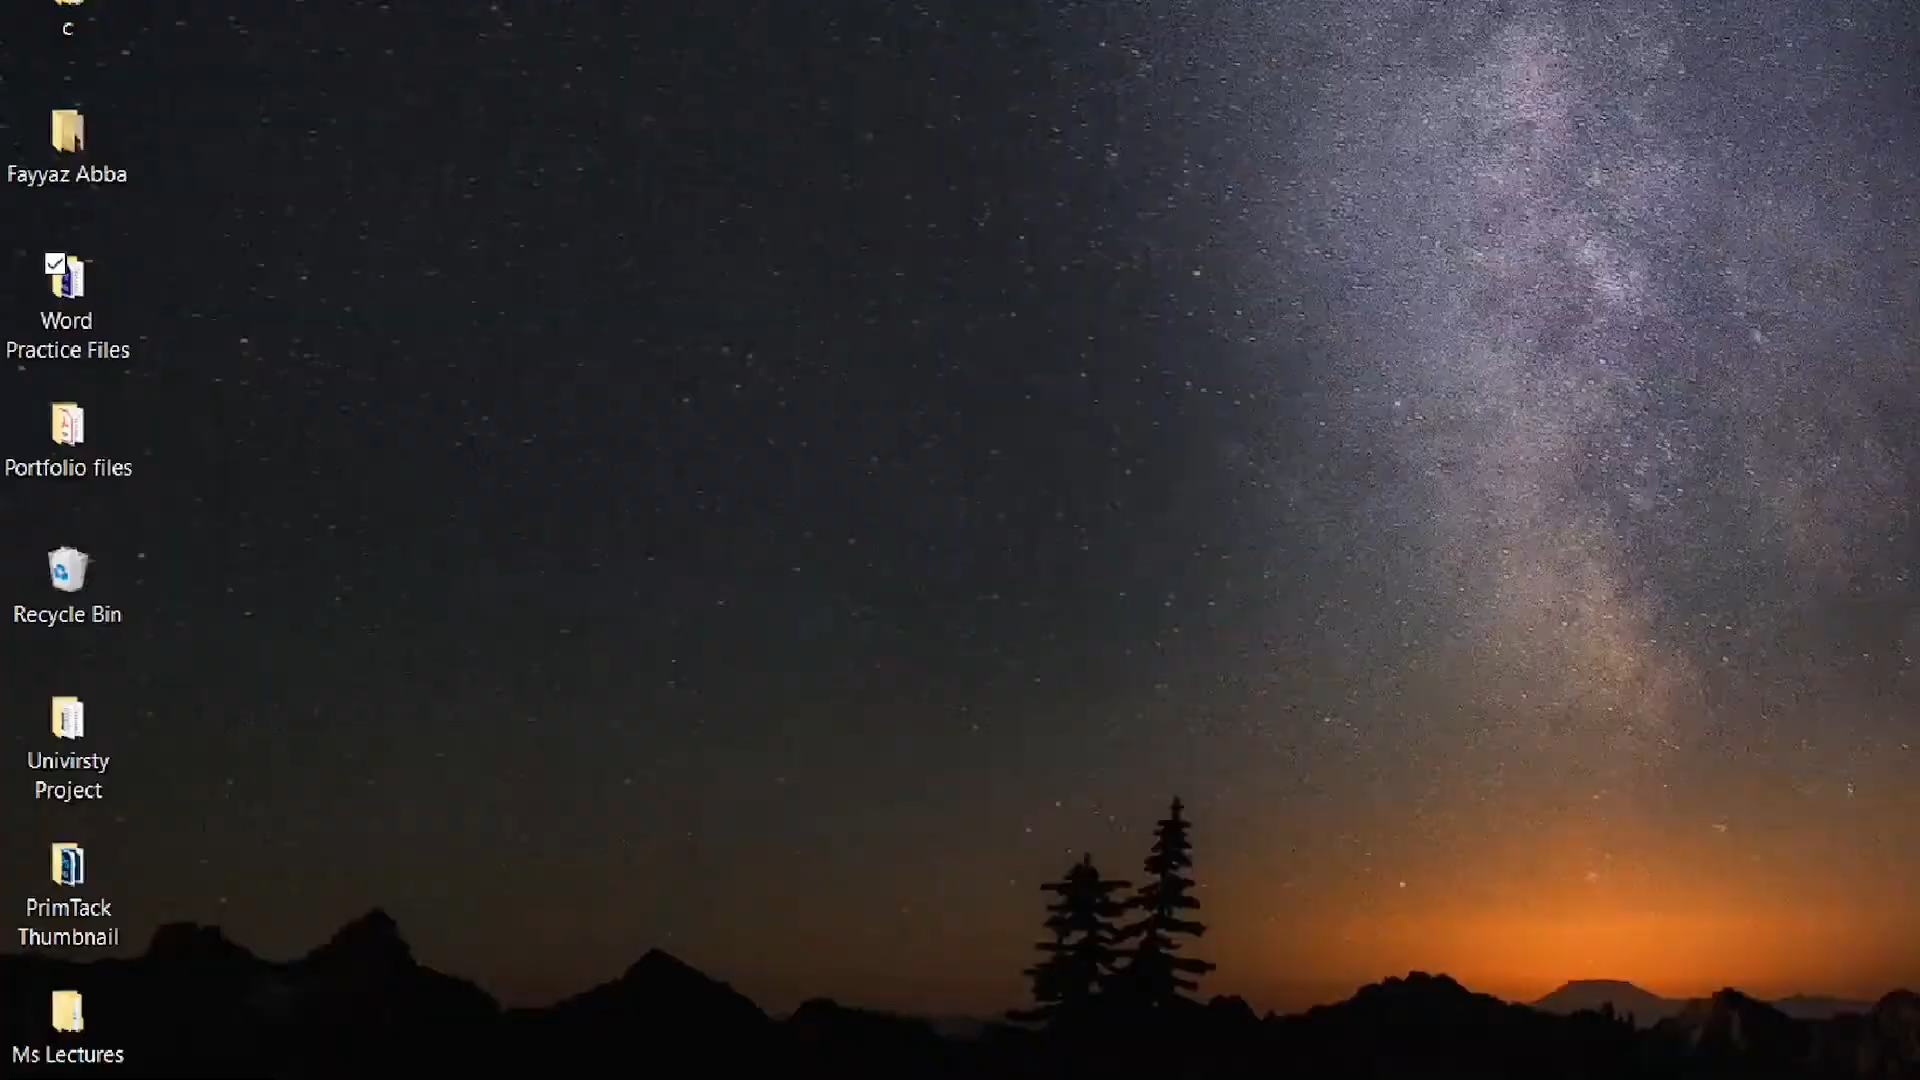 c
Fayyaz Abba
Word
Practice Files
Portfolio files
Recycle Bin
Univirsty
Project
PrimTack
Thumbnail
Ms Lectures